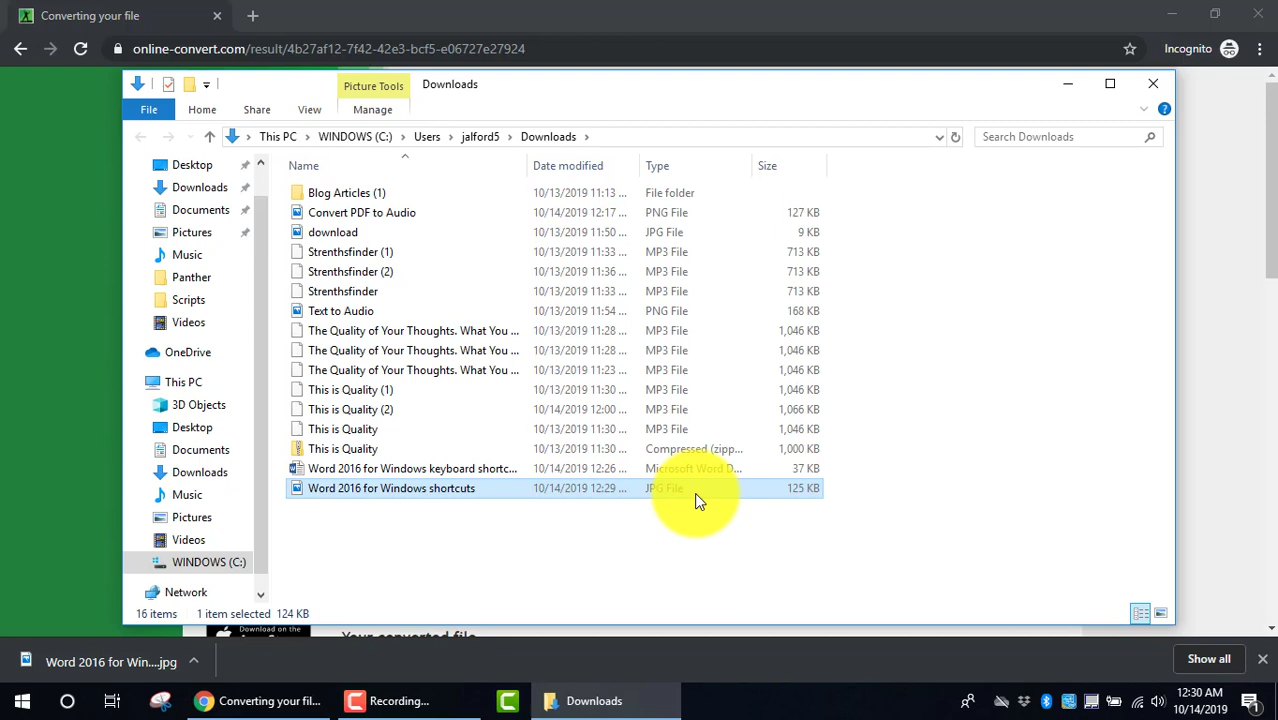 Converting your file
online-convert.com/result/4b27af12-7f42-42e3-bcf5-e06727e27924
Incognito
Picture Tools
Downloads
File Home Share View Manage
This PC WINDOWS (C:) Users jalford5 Downloads
Search Downloads
Name Date modified Type Size
Desktop
Downloads
Documents
Pictures
Music
Panther
Scripts
Videos
OneDrive
This PC
3D Objects
Desktop
Documents
Downloads
Music
Pictures
Videos
WINDOWS (C:)
Network
Blog Articles (1) 10/13/2019 11:13 ... File folder
Convert PDF to Audio 10/14/2019 12:17 ... PNG File 127 KB
download 10/13/2019 11:50 ... JPG File 9 KB
Strenthsfinder (1) 10/13/2019 11:33 ... MP3 File 713 KB
Strenthsfinder (2) 10/13/2019 11:36 ... MP3 File 713 KB
Strenthsfinder 10/13/2019 11:33 ... MP3 File 713 KB
Text to Audio 10/13/2019 11:54 ... PNG File 168 KB
The Quality of Your Thoughts. What You ... 10/13/2019 11:28 ... MP3 File 1,046 KB
The Quality of Your Thoughts. What You ... 10/13/2019 11:28 ... MP3 File 1,046 KB
The Quality of Your Thoughts. What You ... 10/13/2019 11:23 ... MP3 File 1,046 KB
This is Quality (1) 10/13/2019 11:30 ... MP3 File 1,046 KB
This is Quality (2) 10/14/2019 12:00 ... MP3 File 1,066 KB
This is Quality 10/13/2019 11:30 ... MP3 File 1,046 KB
This is Quality 10/13/2019 11:30 ... Compressed (zipp... 1,000 KB
Word 2016 for Windows keyboard shortc... 10/14/2019 12:26 ... Microsoft Word D... 37 KB
Word 2016 for Windows shortcuts 10/14/2019 12:29 ... JPG File 125 KB
16 items 1 item selected 124 KB
Download on the
Your converted file
Word 2016 for Win....jpg
Show all
Converting your fil...
Recording...
Downloads
12:30 AM
10/14/2019
1